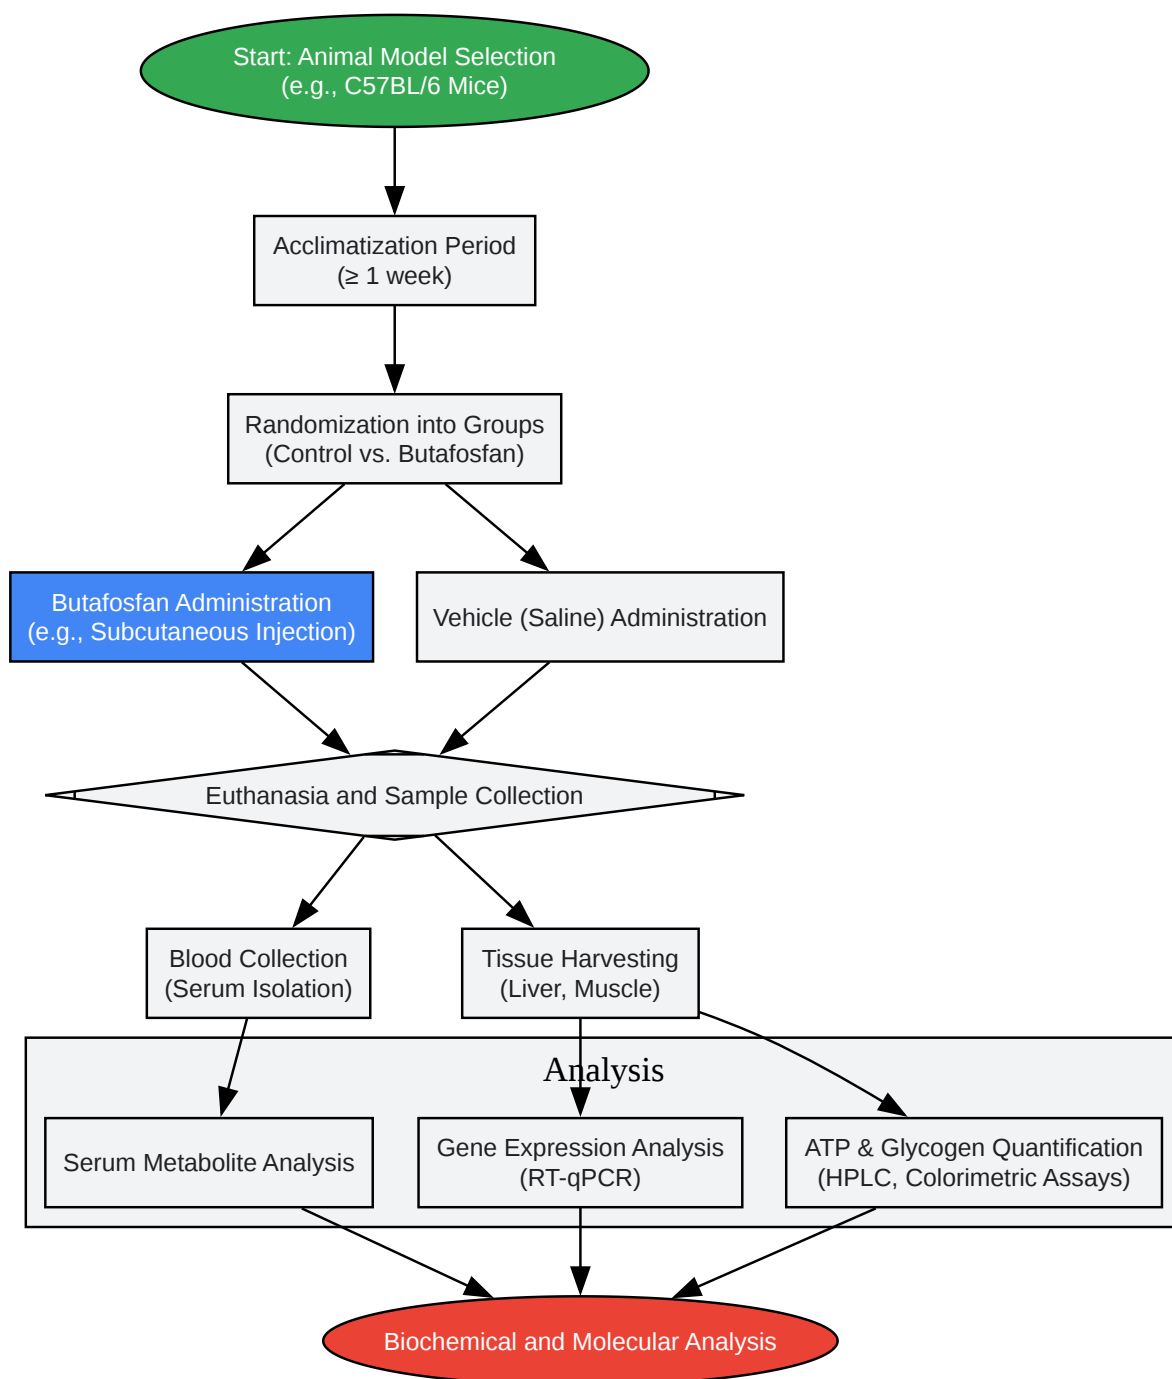 Start: Animal Model Selection
(e.g., C57BL/6 Mice)
Acclimatization Period
(≥ 1 week)
Randomization into Groups
(Control vs. Butafosfan)
Butafosfan Administration
(e.g., Subcutaneous Injection)
Vehicle (Saline) Administration
Euthanasia and Sample Collection
Blood Collection
(Serum Isolation)
Tissue Harvesting
(Liver, Muscle)
Analysis
Serum Metabolite Analysis
Gene Expression Analysis
(RT-qPCR)
ATP & Glycogen Quantification
(HPLC, Colorimetric Assays)
Biochemical and Molecular Analysis